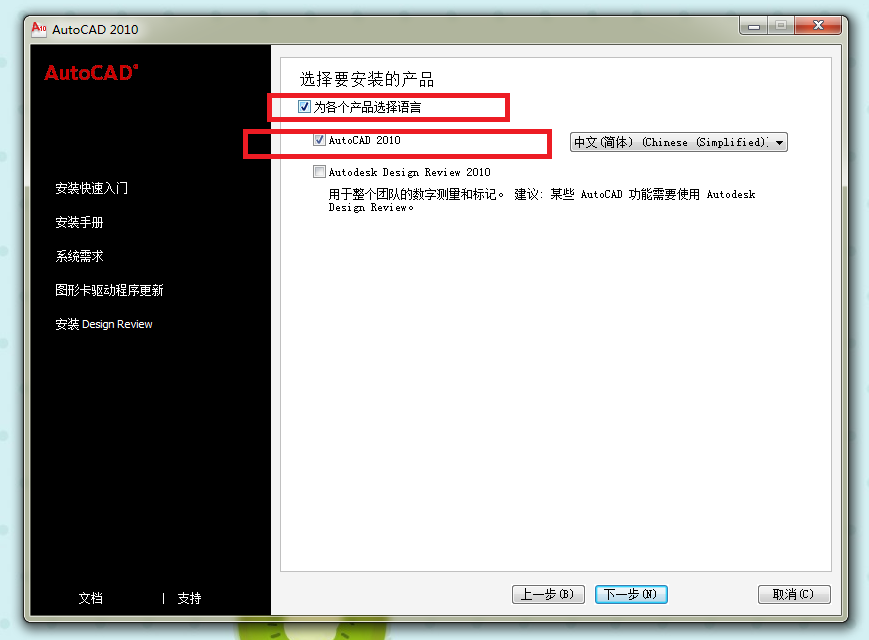 AutoCAD 2010
AutoCAD®
选择要安装的产品
为各个产品选择语言
AutoCAD 2010
中文(简体) (Chinese (Simplified)
Autodesk Design Review 2010
用于整个团队的数字测量和标记。 建议: 某些 AutoCAD 功能需要使用 Autodesk
Design Review。
安装快速入门
安装手册
系统需求
图形卡驱动程序更新
安装 Design Review
文档 | 支持
上一步(B) 下一步(N) 取消(C)